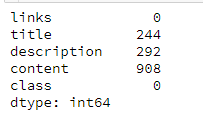 links 0
title 244
description 292
content 908
class 0
dtype: int64